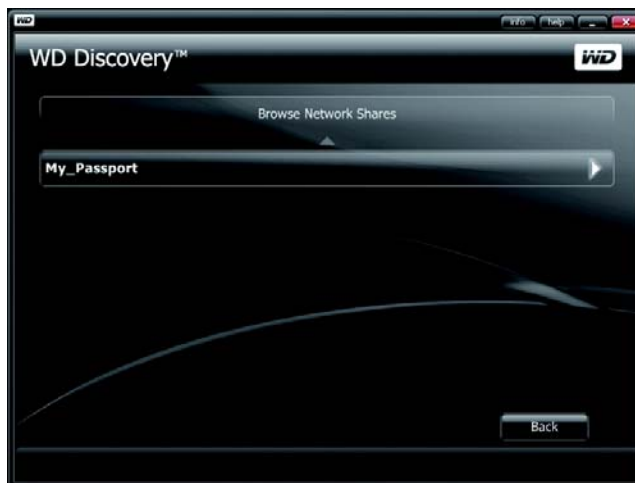 WD
info help
WD Discovery™
WD
Browse Network Shares
My_Passport
Back